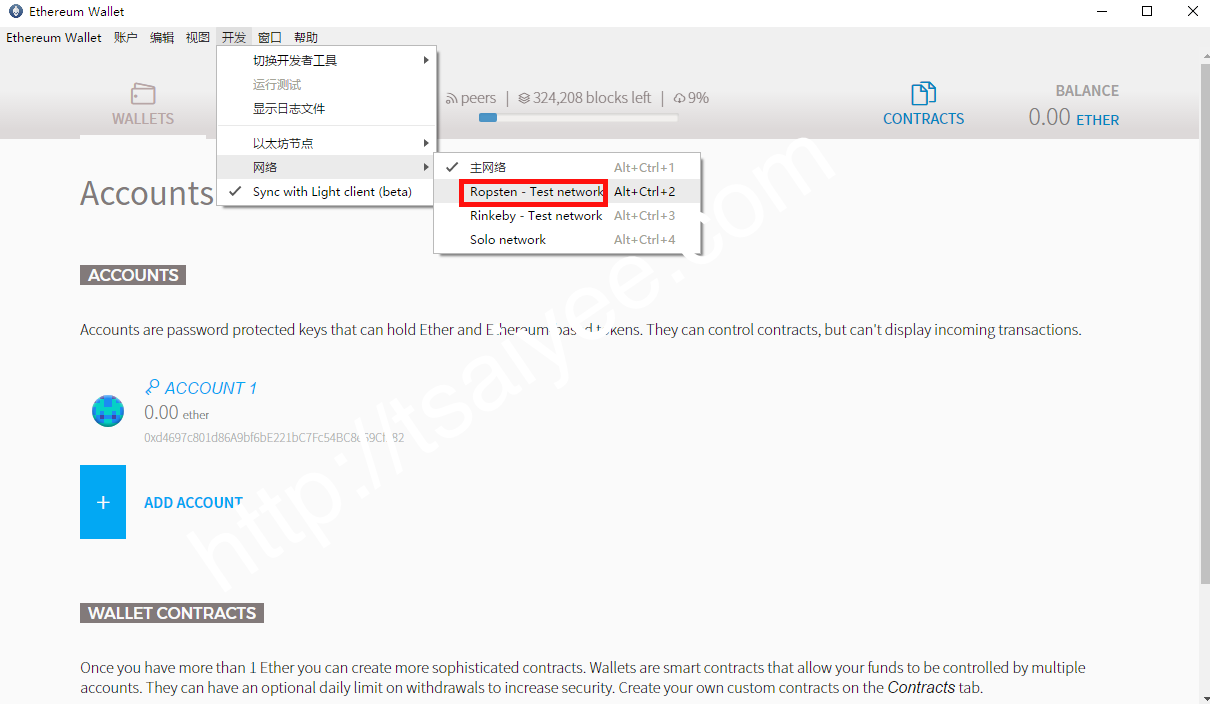 Ethereum Wallet
Ethereum Wallet 账户 编辑 视图 开发 窗口 帮助
切换开发者工具
运行测试
显示日志文件
以太坊节点
网络
Sync with Light client (beta)
主网络 Alt+Ctrl+1
Ropsten - Test network Alt+Ctrl+2
Rinkeby - Test network Alt+Ctrl+3
Solo network Alt+Ctrl+4
WALLETS
peers | 324,208 blocks left | 9%
CONTRACTS
BALANCE
0.00 ETHER
Accounts
ACCOUNTS
Accounts are password protected keys that can hold Ether and Ethereum based tokens. They can control contracts, but can't display incoming transactions.
ACCOUNT 1
0.00 ether
+ ADD ACCOUNT
WALLET CONTRACTS
Once you have more than 1 Ether you can create more sophisticated contracts. Wallets are smart contracts that allow your funds to be controlled by multiple
accounts. They can have an optional daily limit on withdrawals to increase security. Create your own custom contracts on the Contracts tab.
http://tsaiyee.com